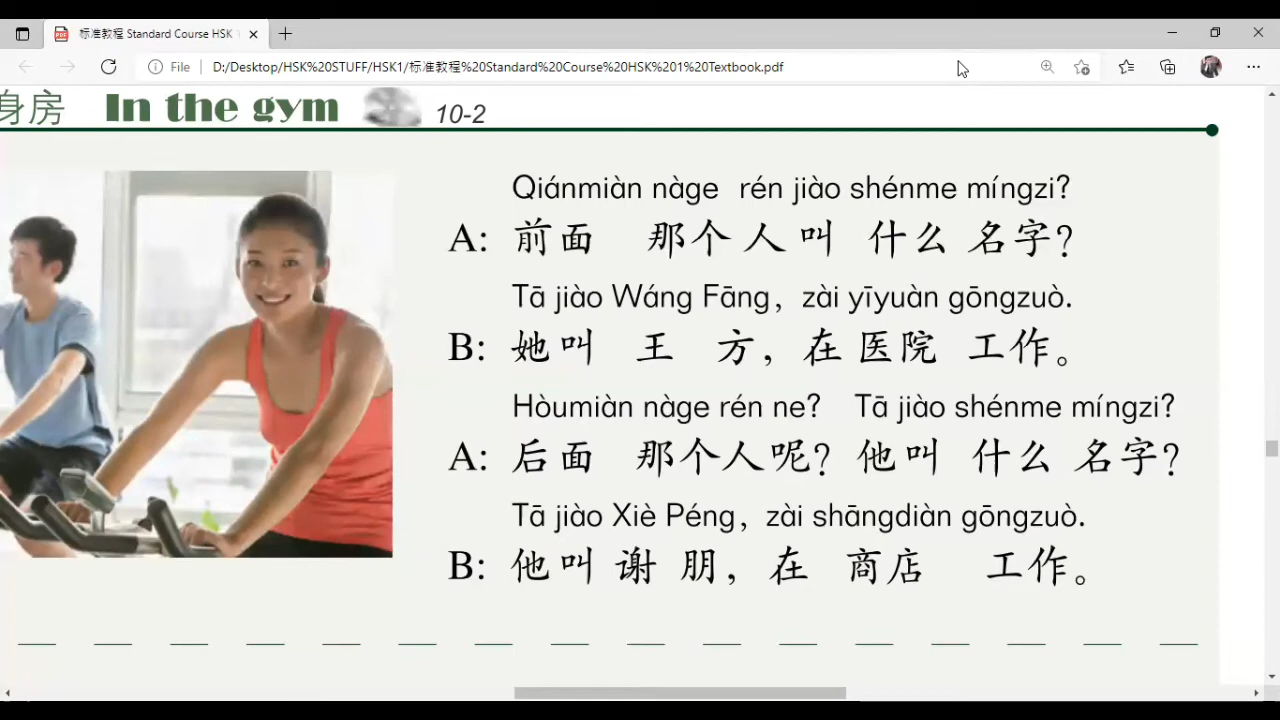 标准教程 Standard Course HSK
File D:/Desktop/HSK%20STUFF/HSK1/标准教程%20Standard%20Course%20HSK%201%20Textbook.pdf
身房 In the gym 10-2
Qiánmiàn nàge rén jiào shénme míngzi?
A: 前面 那个人叫 什么 名字?
Tā jiào Wáng Fāng, zài yīyuàn gōngzuò.
B: 她叫 王 方, 在医院 工作。
Hòumiàn nàge rén ne? Tā jiào shénme míngzi?
A: 后面 那个人呢? 他叫 什么 名字?
Tā jiào Xiè Péng, zài shāngdiàn gōngzuò.
B: 他叫 谢 朋, 在 商店 工作。